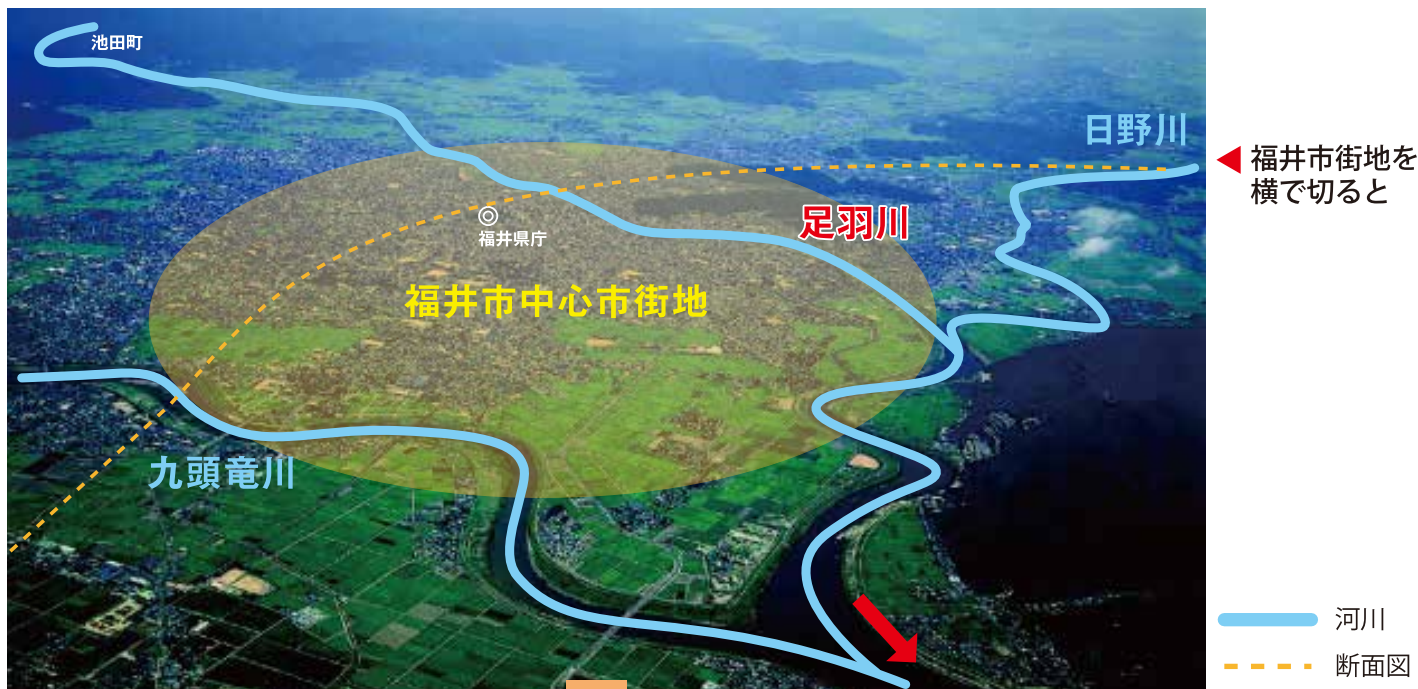 池田町
日野川
福井市街地を
横で切ると
足羽川
福井県庁
福井市中心市街地
九頭竜川
河川
断面図